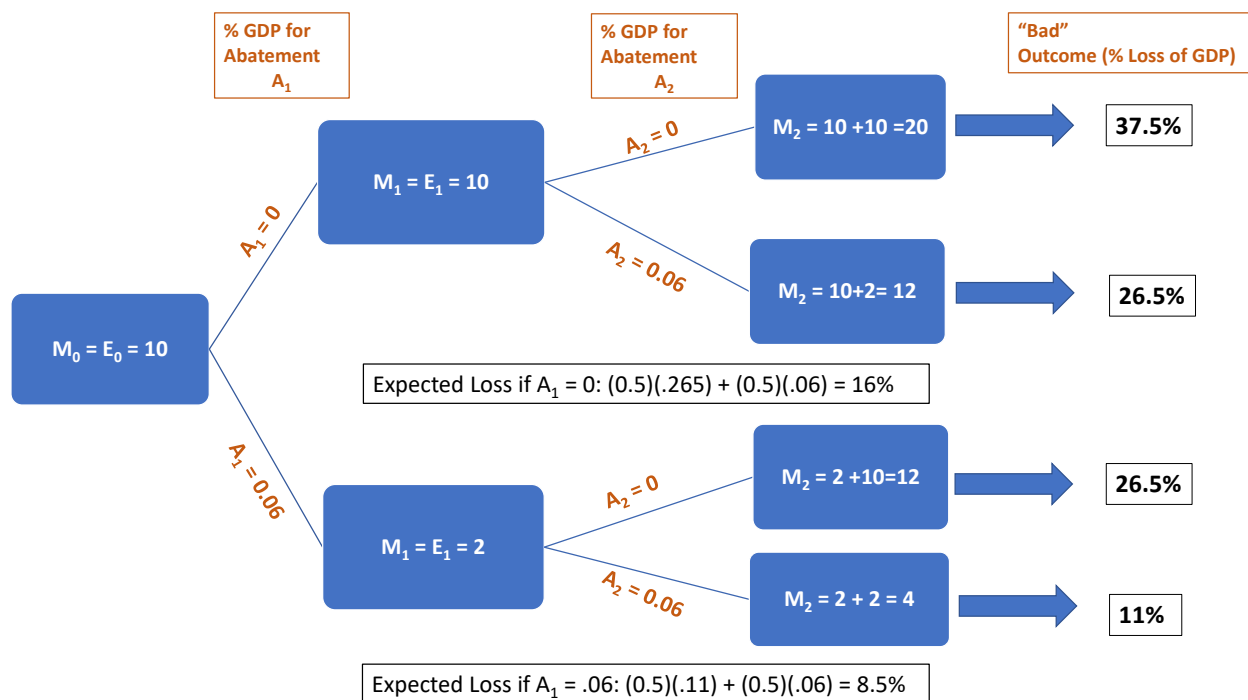 % GDP for
Abatement
A₁
% GDP for
Abatement
A₂
“Bad”
Outcome (% Loss of GDP)
A₂ = 0
M₂ = 10 +10 =20
37.5%
M₁ = E₁ = 10
A₁ = 0
A₂ = 0.06
M₂ = 10+2= 12
26.5%
M₀ = E₀ = 10
Expected Loss if A₁ = 0: (0.5)(.265) + (0.5)(.06) = 16%
A₁ = 0.06
A₂ = 0
M₂ = 2 +10=12
26.5%
M₁ = E₁ = 2
A₂ = 0.06
M₂ = 2 + 2 = 4
11%
Expected Loss if A₁ = .06: (0.5)(.11) + (0.5)(.06) = 8.5%